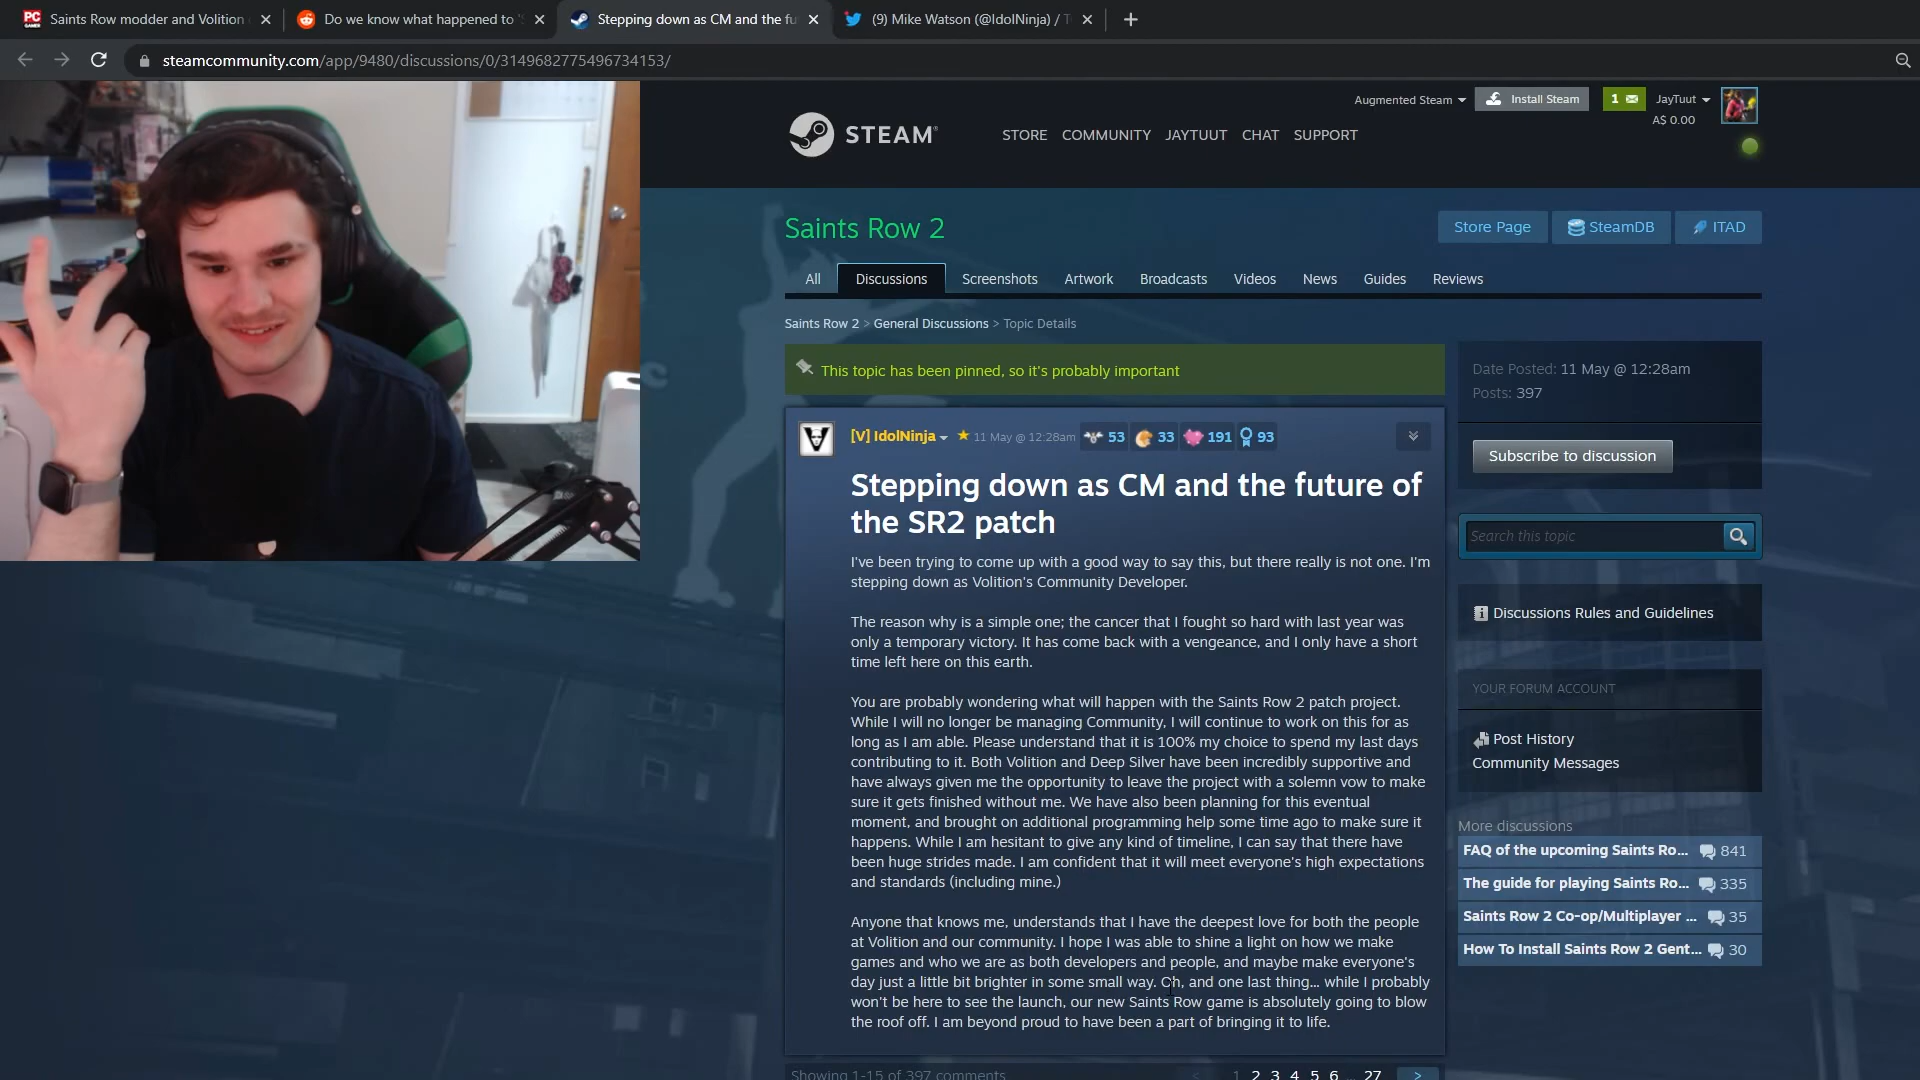 Saints Row modder and Volition
Do we know what happened to 'S
Stepping down as CM and the fu
(9) Mike Watson (@IdolNinja) / T
steamcommunity.com/app/9480/discussions/0/3149682775496734153/
Augmented Steam
Install Steam
1
JayTuut
A$ 0.00
STEAM
STORE COMMUNITY JAYTUUT CHAT SUPPORT
Saints Row 2
Store Page
SteamDB
ITAD
All Discussions Screenshots Artwork Broadcasts Videos News Guides Reviews
Saints Row 2 > General Discussions > Topic Details
This topic has been pinned, so it's probably important
[V] IdolNinja 11 May @ 12:28am 53 33 191 93
Stepping down as CM and the future of
the SR2 patch
I've been trying to come up with a good way to say this, but there really is not one. I'm
stepping down as Volition's Community Developer.
The reason why is a simple one; the cancer that I fought so hard with last year was
only a temporary victory. It has come back with a vengeance, and I only have a short
time left here on this earth.
You are probably wondering what will happen with the Saints Row 2 patch project.
While I will no longer be managing Community, I will continue to work on this for as
long as I am able. Please understand that it is 100% my choice to spend my last days
contributing to it. Both Volition and Deep Silver have been incredibly supportive and
have always given me the opportunity to leave the project with a solemn vow to make
sure it gets finished without me. We have also been planning for this eventual
moment, and brought on additional programming help some time ago to make sure it
happens. While I am hesitant to give any kind of timeline, I can say that there have
been huge strides made. I am confident that it will meet everyone's high expectations
and standards (including mine.)
Anyone that knows me, understands that I have the deepest love for both the people
at Volition and our community. I hope I was able to shine a light on how we make
games and who we are as both developers and people, and maybe make everyone's
day just a little bit brighter in some small way. Oh, and one last thing... while I probably
won't be here to see the launch, our new Saints Row game is absolutely going to blow
the roof off. I am beyond proud to have been a part of bringing it to life.
Showing 1-15 of 397 comments
< 1 2 3 4 5 6 ... 27 >
Date Posted: 11 May @ 12:28am
Posts: 397
Subscribe to discussion
Search this topic
Discussions Rules and Guidelines
YOUR FORUM ACCOUNT
Post History
Community Messages
More discussions
FAQ of the upcoming Saints Ro... 841
The guide for playing Saints Ro... 335
Saints Row 2 Co-op/Multiplayer ... 35
How To Install Saints Row 2 Gent... 30